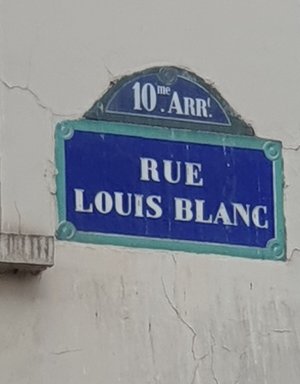 10me. ARRt.
RUE
LOUIS BLANC